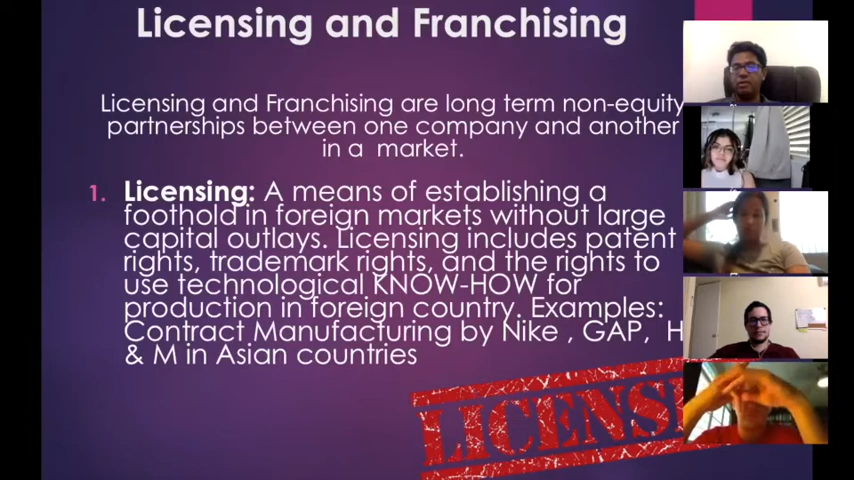 Licensing and Franchising
Licensing and Franchising are long term non-equity
partnerships between one company and another
in a market.
1. Licensing: A means of establishing a
foothold in foreign markets without large
capital outlays. Licensing includes patent
rights, trademark rights, and the rights to
use technological KNOW-HOW for
production in foreign country. Examples:
Contract Manufacturing by Nike , GAP, H
& M in Asian countries
LICENS